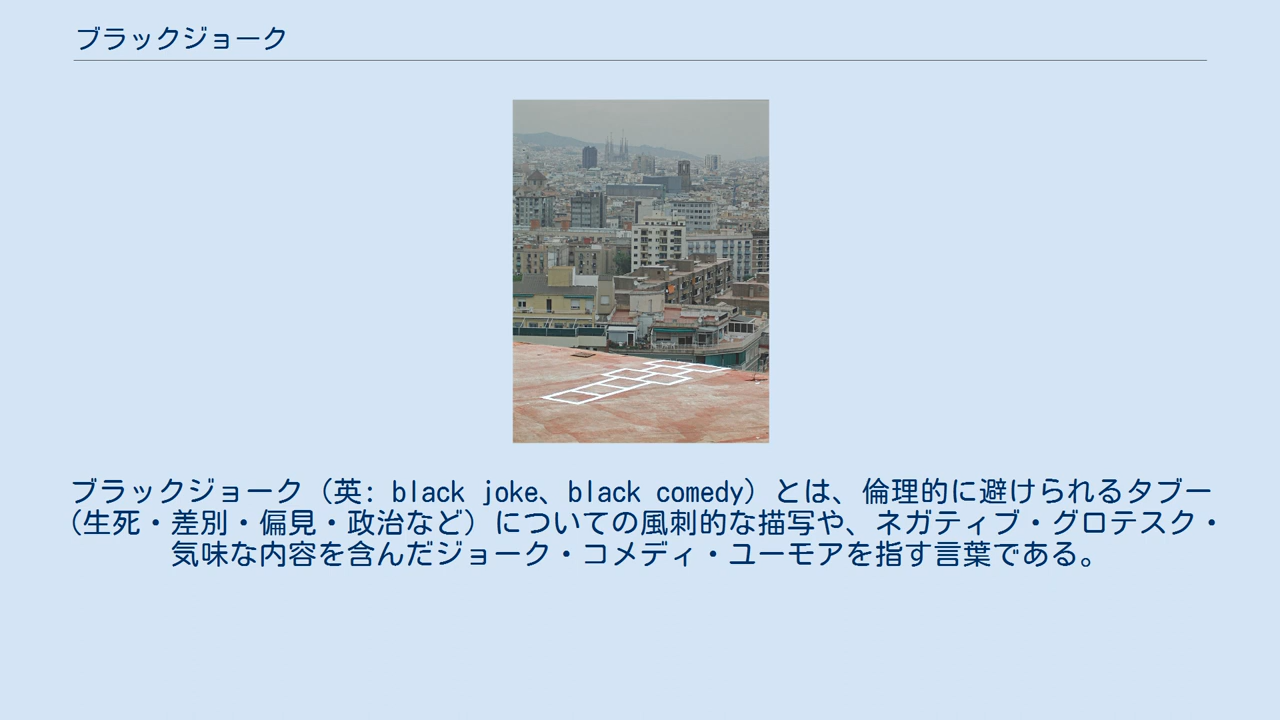 ブラックジョーク
ブラックジョーク（英: black joke、black comedy）とは、倫理的に避けられるタブー
（生死・差別・偏見・政治など）についての風刺的な描写や、ネガティブ・グロテスク・
気味な内容を含んだジョーク・コメディ・ユーモアを指す言葉である。